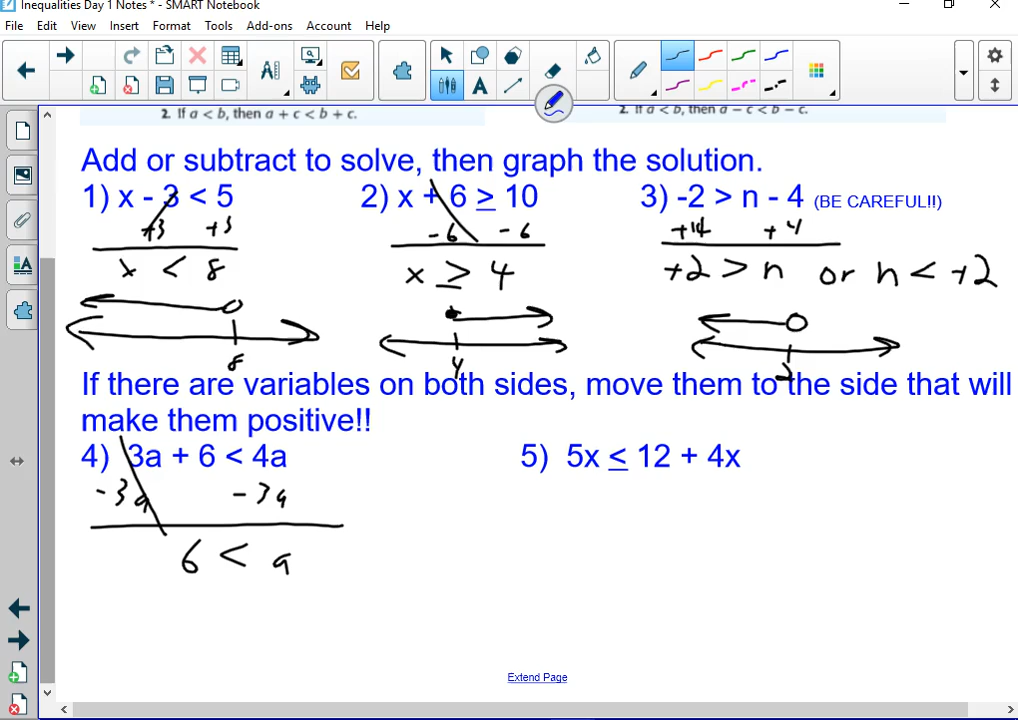 Inequalities Day 1 Notes * - SMART Notebook
File Edit View Insert Format Tools Add-ons Account Help
2. If a < b, then a + c < b + c.
2. If a < b, then a – c < b – c.
Add or subtract to solve, then graph the solution.
1) x - 3 < 5 2) x + 6 ≥ 10 3) -2 > n - 4 (BE CAREFUL!!)
+3 +3 -6 -6 +4 +4
x < 8 x ≥ 4 +2 > n or n < +2
8 4 2
If there are variables on both sides, move them to the side that will
make them positive!!
4) 3a + 6 < 4a 5) 5x ≤ 12 + 4x
-3a -3a
6 < a
Extend Page